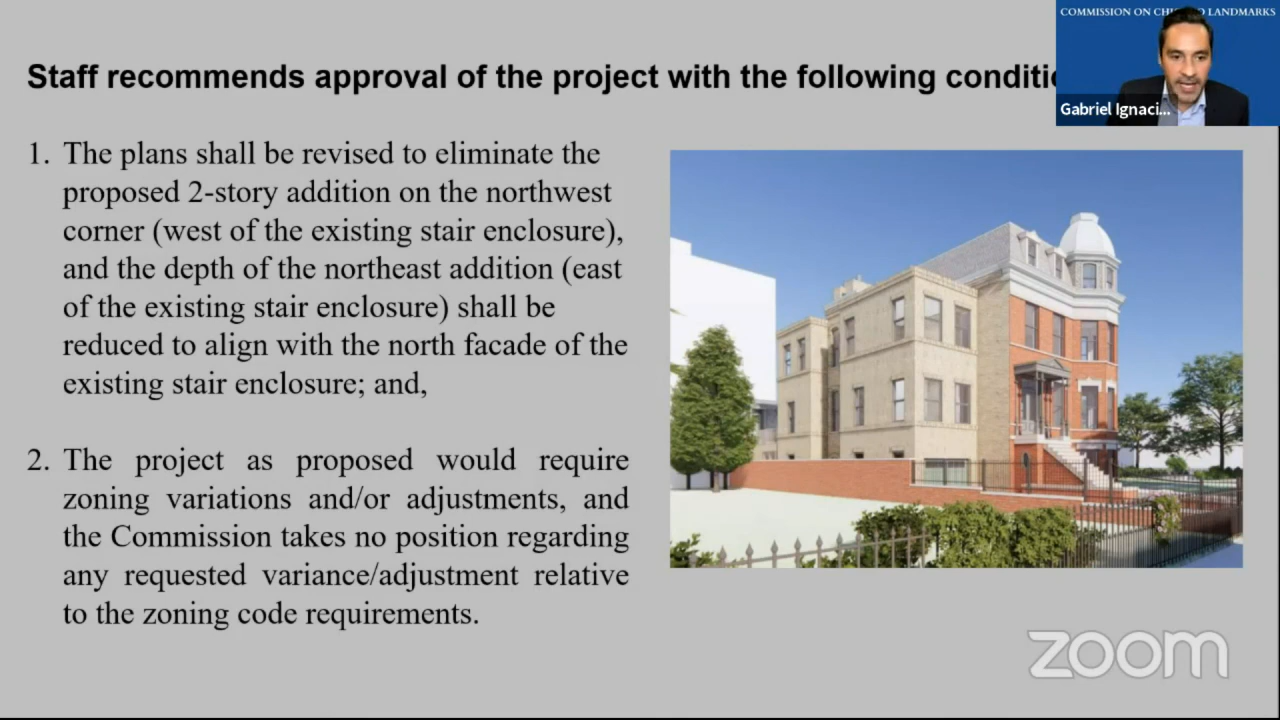 COMMISSION ON CHI O LANDMARKS
Staff recommends approval of the project with the following conditio
Gabriel Ignaci...
1. The plans shall be revised to eliminate the
proposed 2-story addition on the northwest
corner (west of the existing stair enclosure),
and the depth of the northeast addition (east
of the existing stair enclosure) shall be
reduced to align with the north facade of the
existing stair enclosure; and,
2. The project as proposed would require
zoning variations and/or adjustments, and
the Commission takes no position regarding
any requested variance/adjustment relative
to the zoning code requirements.
zoom